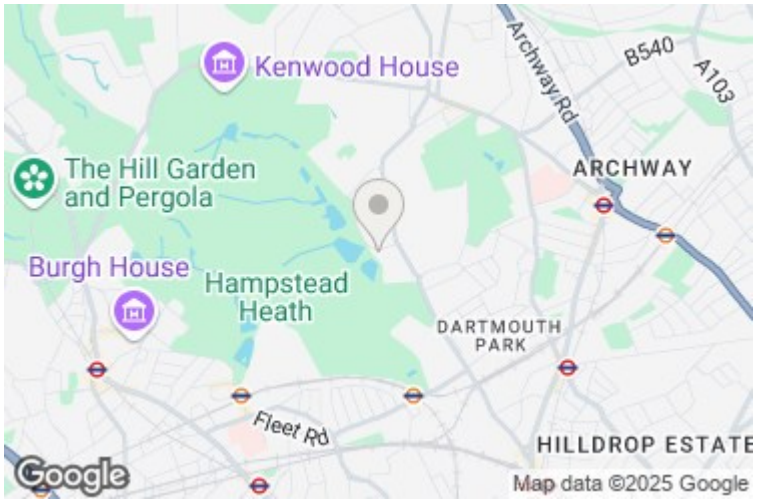 Kenwood House
Archway Rd
B540
A103
The Hill Garden
and Pergola
ARCHWAY
Burgh House
Hampstead
Heath
DARTMOUTH
PARK
Fleet Rd
HILLDROP ESTATE
Google
Map data ©2025 Google